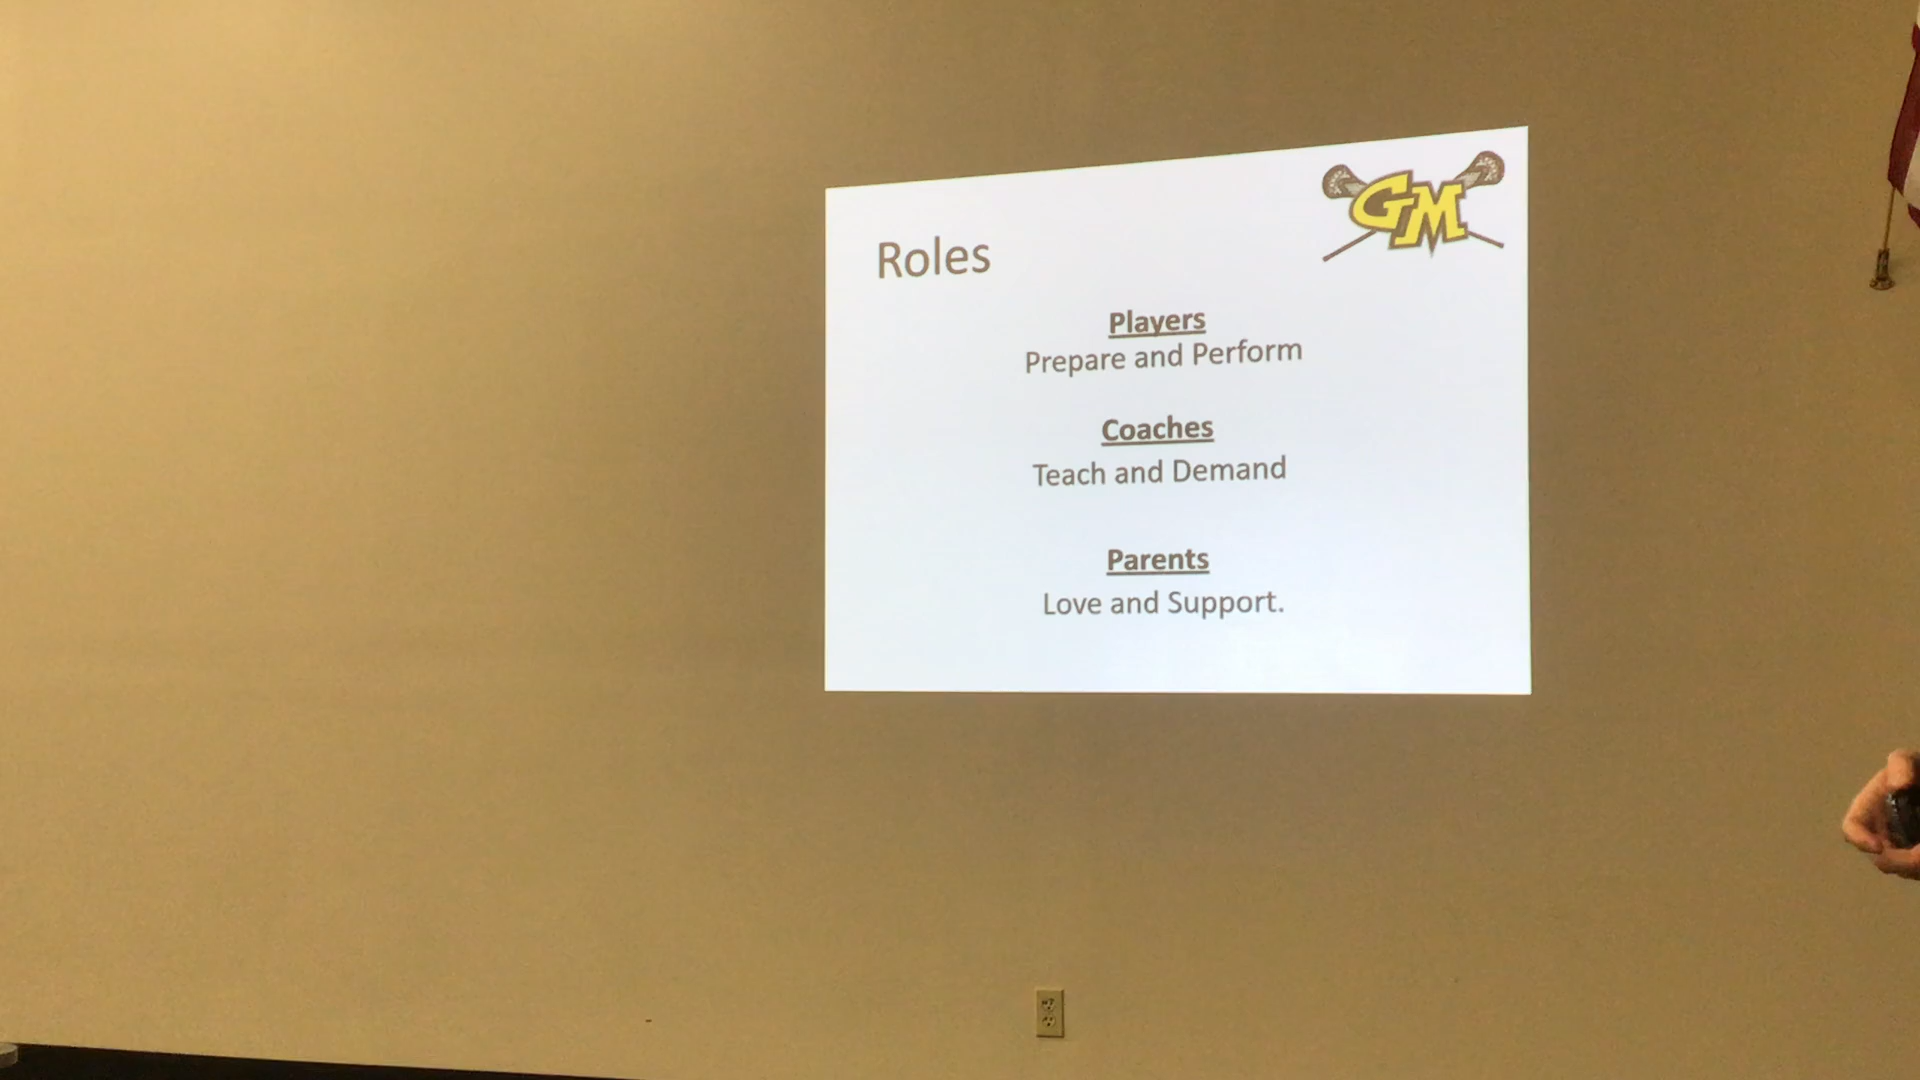 GM
Roles
Players
Prepare and Perform
Coaches
Teach and Demand
Parents
Love and Support.